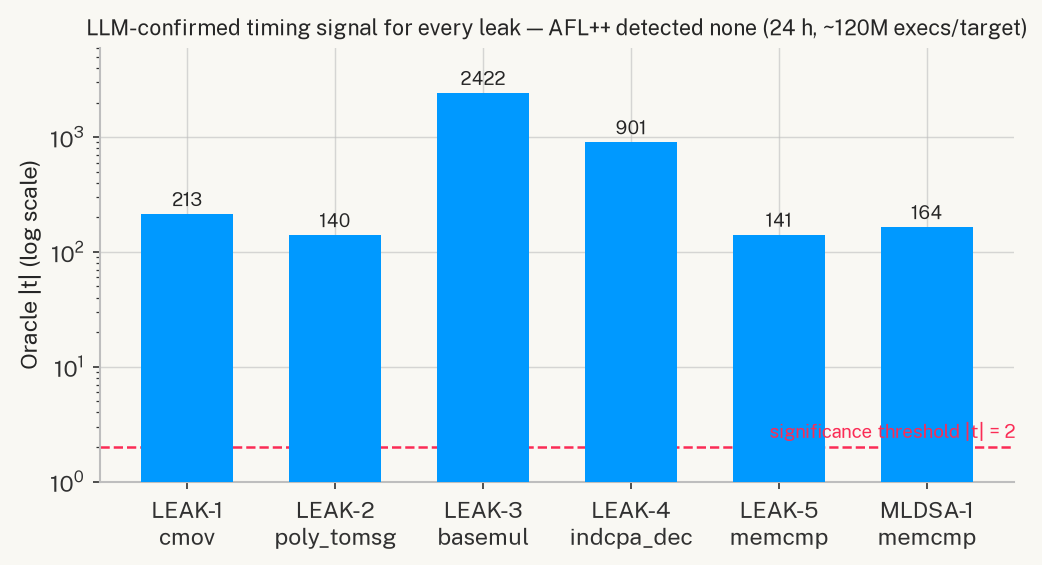 LLM-confirmed timing signal for every leak — AFL++ detected none (24 h, ~120M execs/target)
Oracle |t| (log scale)
10³
10²
10¹
10⁰
213
140
2422
901
141
164
significance threshold |t| = 2
LEAK-1
cmov
LEAK-2
poly_tomsg
LEAK-3
basemul
LEAK-4
indcpa_dec
LEAK-5
memcmp
MLDSA-1
memcmp